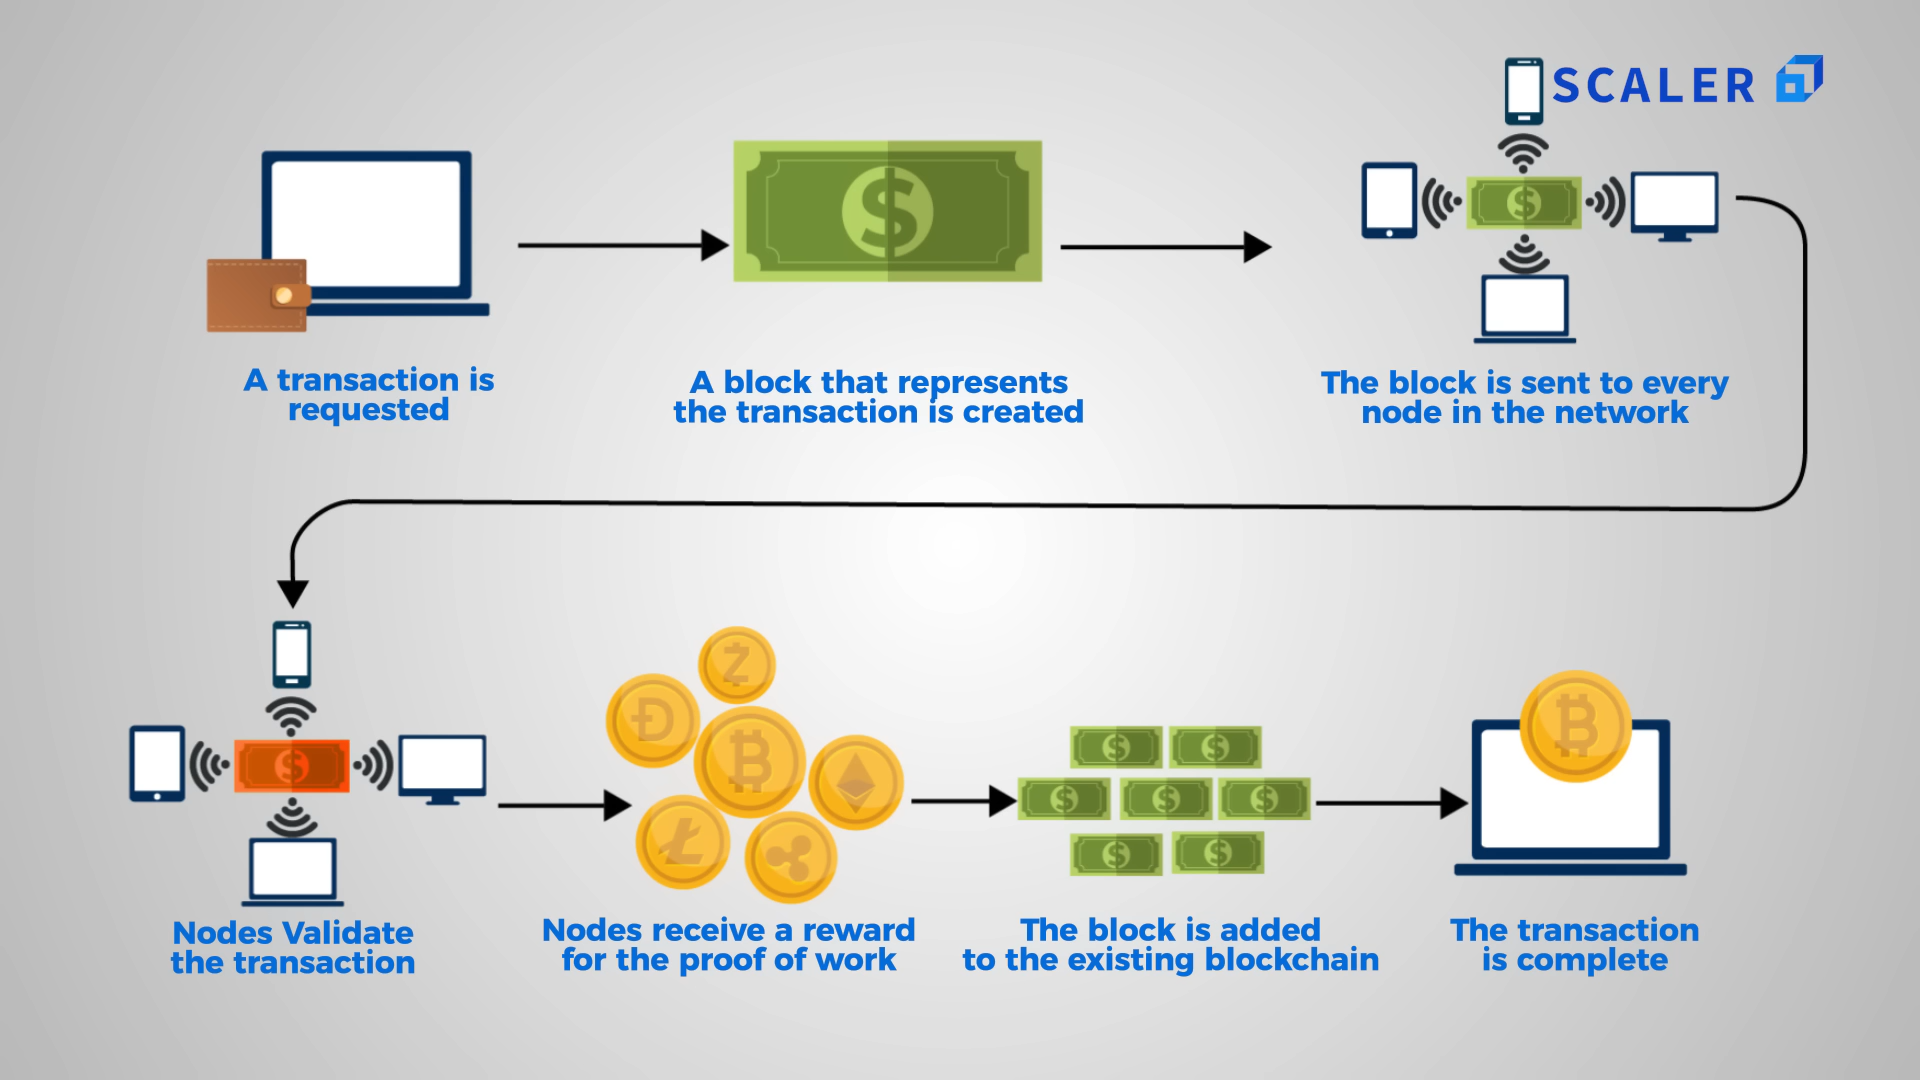 SCALER
A transaction is
requested
A block that represents
the transaction is created
The block is sent to every
node in the network
Nodes Validate
the transaction
Nodes receive a reward
for the proof of work
The block is added
to the existing blockchain
The transaction
is complete